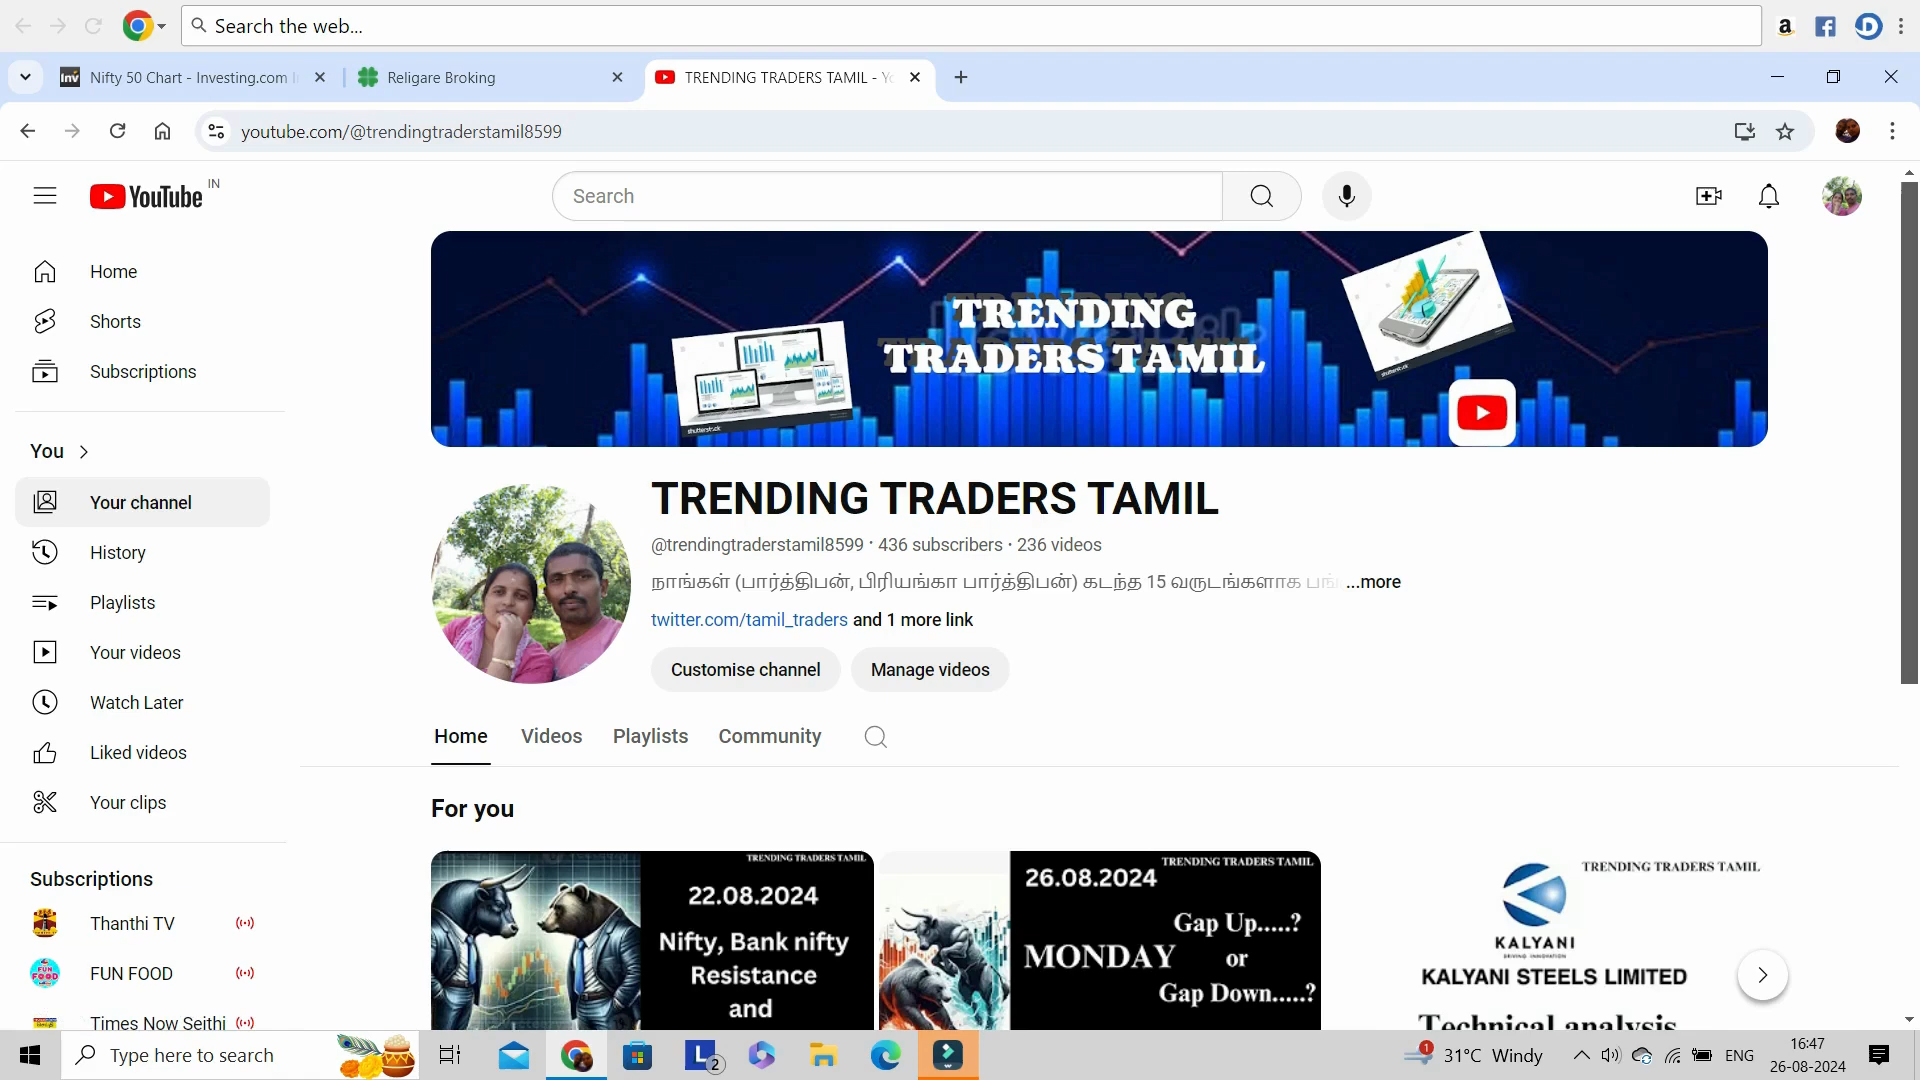 Search the web...
Nifty 50 Chart - Investing.com
Religare Broking
TRENDING TRADERS TAMIL -
youtube.com/@trendingtraderstamil8599
YouTube IN
Search
Home
Shorts
Subscriptions
You
Your channel
History
Playlists
Your videos
Watch Later
Liked videos
Your clips
Subscriptions
Thanthi TV
FUN FOOD
Times Now Seithi
TRENDING
TRADERS TAMIL
shutterstock
shutterstock
TRENDING TRADERS TAMIL
@trendingtraderstamil8599 · 436 subscribers · 236 videos
நாங்கள் (பார்த்திபன், பிரியங்கா பார்த்திபன்) கடந்த 15 வருடங்களாக ...more
twitter.com/tamil_traders and 1 more link
Customise channel
Manage videos
Home
Videos
Playlists
Community
For you
TRENDING TRADERS TAMIL
22.08.2024
Nifty, Bank nifty
Resistance
and
TRENDING TRADERS TAMIL
26.08.2024
Gap Up.....?
MONDAY or
Gap Down.....?
TRENDING TRADERS TAMIL
KALYANI
DRIVING INNOVATION
KALYANI STEELS LIMITED
Technical analysis
Type here to search
31°C Windy
ENG
16:47
26-08-2024